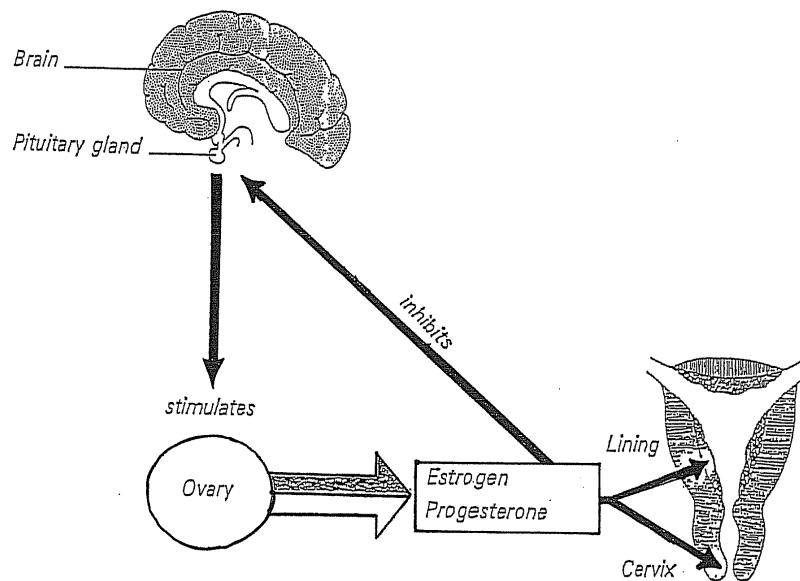 Brain
Pituitary gland
inhibits
stimulates
Lining
Ovary
Estrogen
Progesterone
Cervix